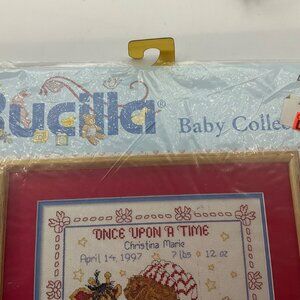 Bucilla®
Baby Collec
ONCE UPON A TIME
Christina Marie
April 14, 1997 7 lbs 12 oz